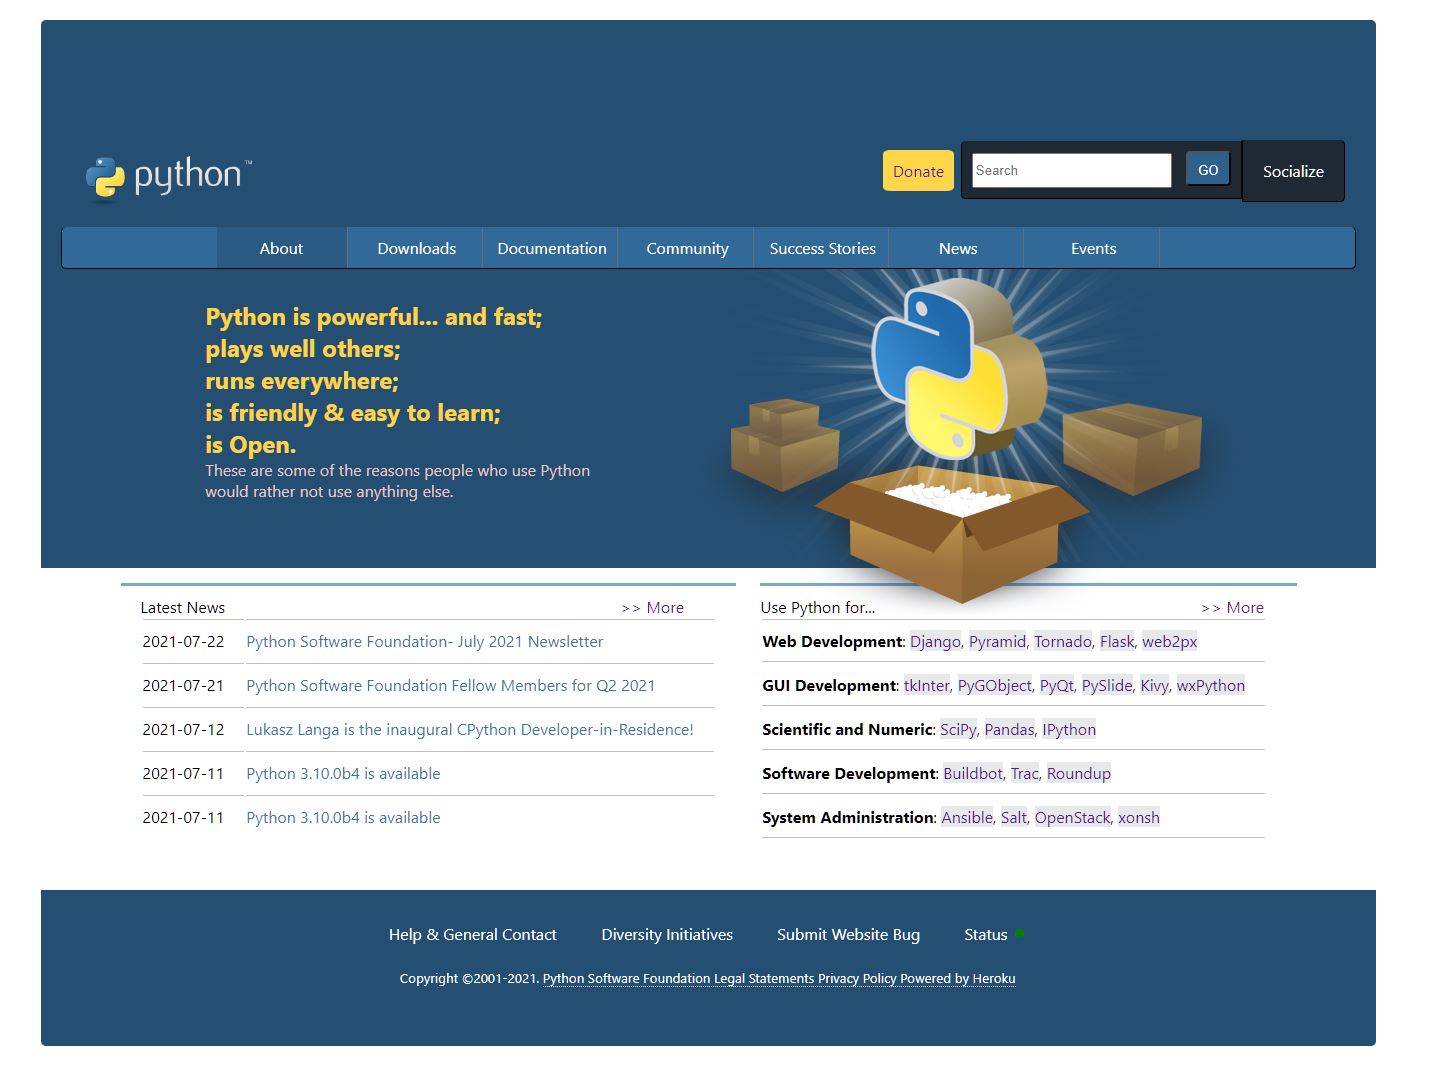 python™
Donate
Search
GO
Socialize
About Downloads Documentation Community Success Stories News Events
Python is powerful... and fast;
plays well others;
runs everywhere;
is friendly & easy to learn;
is Open.
These are some of the reasons people who use Python
would rather not use anything else.
Latest News >> More
2021-07-22 Python Software Foundation- July 2021 Newsletter
2021-07-21 Python Software Foundation Fellow Members for Q2 2021
2021-07-12 Lukasz Langa is the inaugural CPython Developer-in-Residence!
2021-07-11 Python 3.10.0b4 is available
2021-07-11 Python 3.10.0b4 is available
Use Python for... >> More
Web Development: Django, Pyramid, Tornado, Flask, web2px
GUI Development: tkInter, PyGObject, PyQt, PySlide, Kivy, wxPython
Scientific and Numeric: SciPy, Pandas, IPython
Software Development: Buildbot, Trac, Roundup
System Administration: Ansible, Salt, OpenStack, xonsh
Help & General Contact Diversity Initiatives Submit Website Bug Status
Copyright ©2001-2021. Python Software Foundation Legal Statements Privacy Policy Powered by Heroku